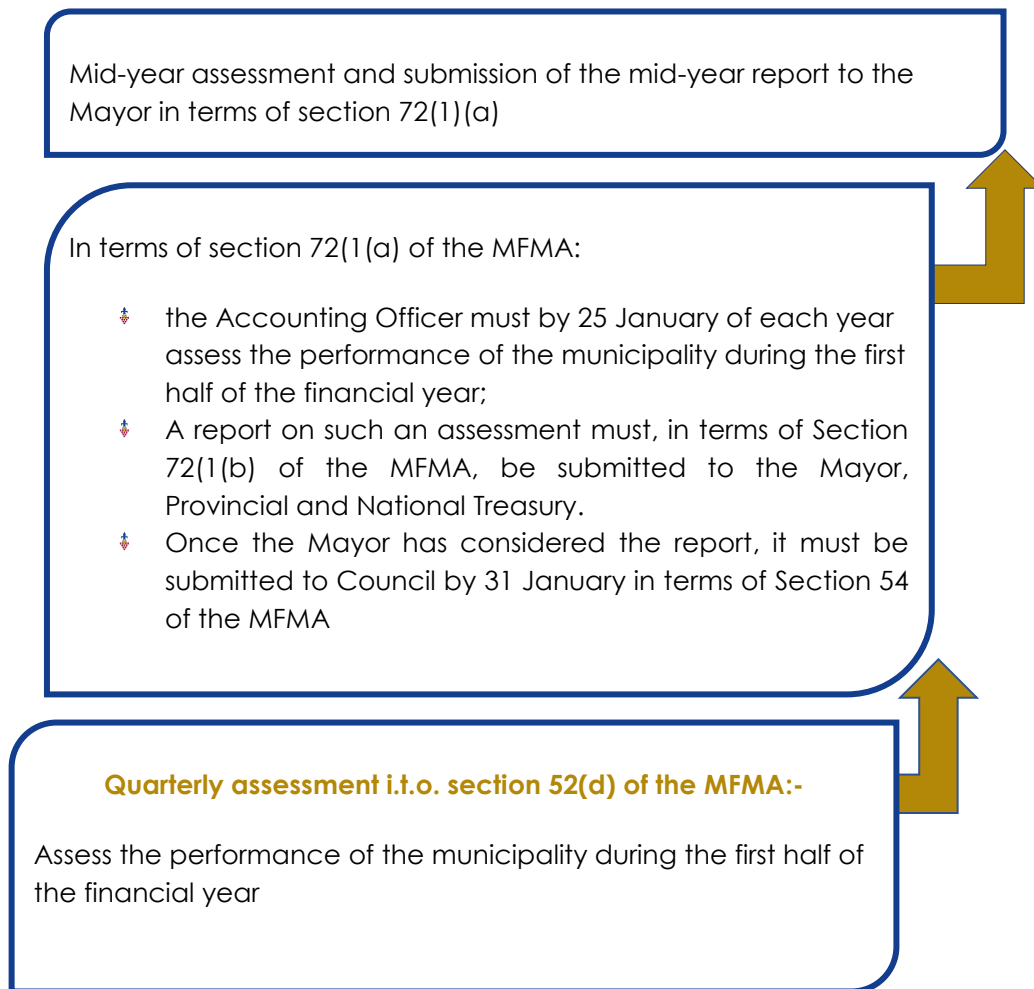 Mid-year assessment and submission of the mid-year report to the
Mayor in terms of section 72(1)(a)
In terms of section 72(1(a) of the MFMA:
the Accounting Officer must by 25 January of each year
assess the performance of the municipality during the first
half of the financial year;
A report on such an assessment must, in terms of Section
72(1(b) of the MFMA, be submitted to the Mayor,
Provincial and National Treasury.
Once the Mayor has considered the report, it must be
submitted to Council by 31 January in terms of Section 54
of the MFMA
Quarterly assessment i.t.o. section 52(d) of the MFMA:-
Assess the performance of the municipality during the first half of
the financial year